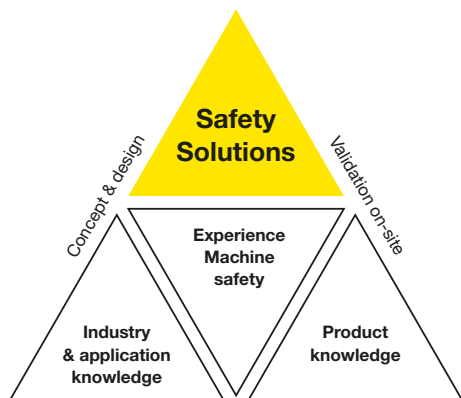 Safety
Solutions
Concept & design
Validation on-site
Experience
Machine
safety
Industry
& application
knowledge
Product
knowledge